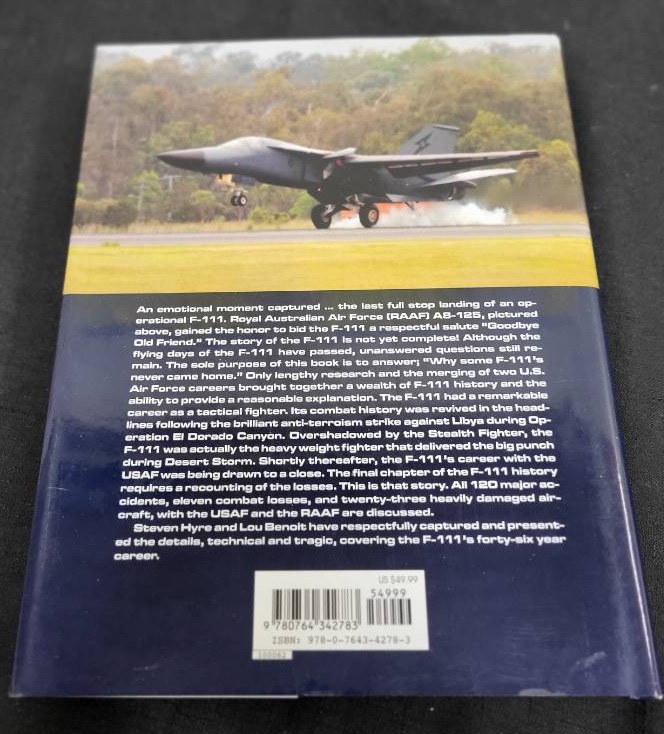 An emotional moment captured ... the last full stop landing of an op-
erational F-111. Royal Australian Air Force (RAAF) A8-125, pictured
above, gained the honor to bid the F-111 a respectful salute "Goodbye
Old Friend." The story of the F-111 is not yet complete! Although the
flying days of the F-111 have passed, unanswered questions still re-
main. The sole purpose of this book is to answer; "Why some F-111's
never came home." Only lengthy research and the merging of two U.S.
Air Force careers brought together a wealth of F-111 history and the
ability to provide a reasonable explanation. The F-111 had a remarkable
career as a tactical fighter. Its combat history was revived in the head-
lines following the brilliant anti-terroism strike against Libya during Op-
eration El Dorado Canyon. Overshadowed by the Stealth Fighter, the
F-111 was actually the heavy weight fighter that delivered the big punch
during Desert Storm. Shortly thereafter, the F-111's career with the
USAF was being drawn to a close. The final chapter of the F-111 history
requires a recounting of the losses. This is that story. All 120 major ac-
cidents, eleven combat losses, and twenty-three heavily damaged air-
craft, with the USAF and the RAAF are discussed.
Steven Hyre and Lou Benoit have respectfully captured and present-
ed the details, technical and tragic, covering the F-111's forty-six year
career.
US $49.99
54999
9 780764 342783
ISBN: 978-0-7643-4278-3
100062